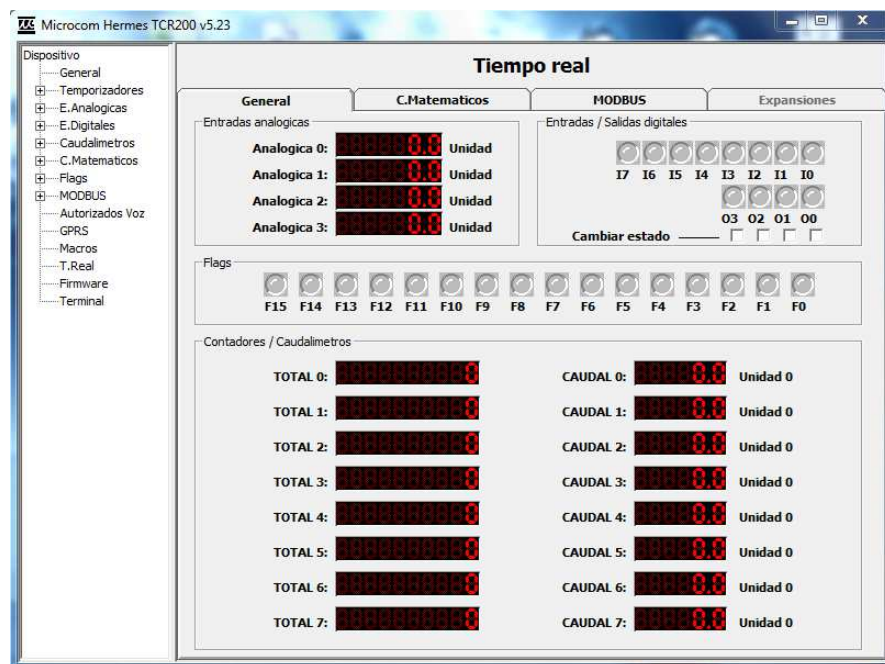 Microcom Hermes TCR200 v5.23
Dispositivo
General
Temporizadores
E.Analogicas
E.Digitales
Caudalimetros
C.Matematicos
Flags
MODBUS
Autorizados Voz
GPRS
Macros
T.Real
Firmware
Terminal
Tiempo real
General C.Matematicos MODBUS Expansiones
Entradas analogicas
Analogica 0: 0.0 Unidad
Analogica 1: 0.0 Unidad
Analogica 2: 0.0 Unidad
Analogica 3: 0.0 Unidad
Entradas / Salidas digitales
I7 I6 I5 I4 I3 I2 I1 I0
O3 O2 O1 O0
Cambiar estado
Flags
F15 F14 F13 F12 F11 F10 F9 F8 F7 F6 F5 F4 F3 F2 F1 F0
Contadores / Caudalimetros
TOTAL 0: 0 CAUDAL 0: 0.0 Unidad 0
TOTAL 1: 0 CAUDAL 1: 0.0 Unidad 0
TOTAL 2: 0 CAUDAL 2: 0.0 Unidad 0
TOTAL 3: 0 CAUDAL 3: 0.0 Unidad 0
TOTAL 4: 0 CAUDAL 4: 0.0 Unidad 0
TOTAL 5: 0 CAUDAL 5: 0.0 Unidad 0
TOTAL 6: 0 CAUDAL 6: 0.0 Unidad 0
TOTAL 7: 0 CAUDAL 7: 0.0 Unidad 0